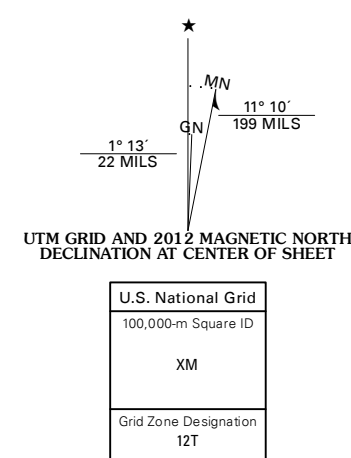 ★
MN
11° 10´
199 MILS
GN
1° 13´
22 MILS
UTM GRID AND 2012 MAGNETIC NORTH
DECLINATION AT CENTER OF SHEET
U.S. National Grid
100,000-m Square ID
XM
Grid Zone Designation
12T